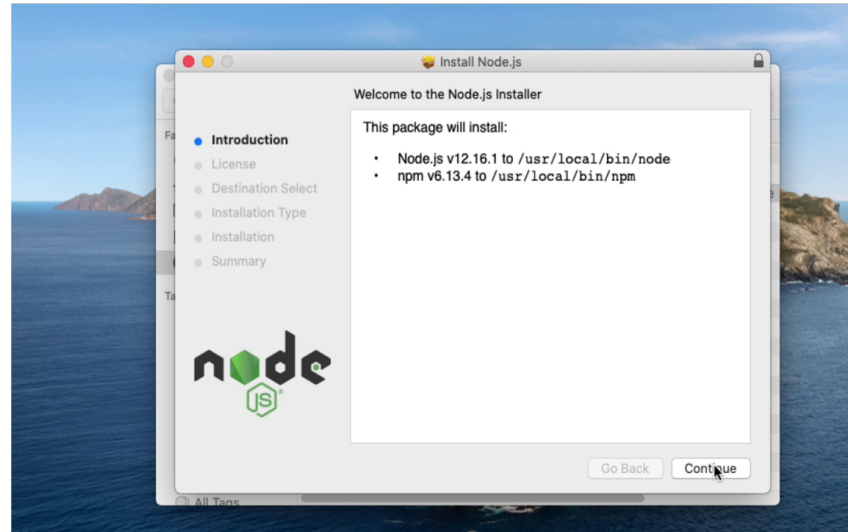 Install Node.js
Welcome to the Node.js Installer
Fa
Introduction
License
Destination Select
Installation Type
Installation
Summary
Ta
This package will install:
• Node.js v12.16.1 to /usr/local/bin/node
• npm v6.13.4 to /usr/local/bin/npm
node
JS
Go Back
Continue
All Tags